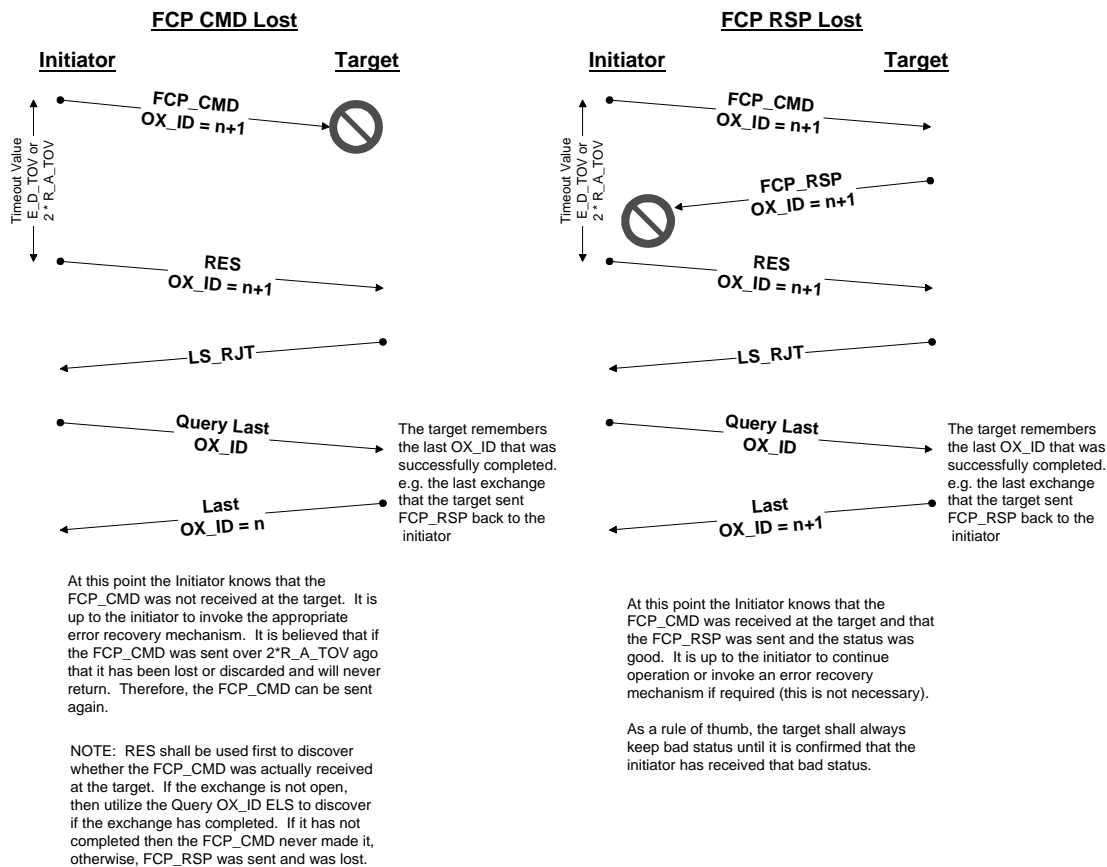 FCP CMD Lost
Initiator
Target
FCP_CMD
OX_ID = n+1
Timeout Value
E_D_TOV or
2 * R_A_TOV
RES
OX_ID = n+1
LS_RJT
Query Last
OX_ID
The target remembers
the last OX_ID that was
successfully completed.
e.g. the last exchange
that the target sent
FCP_RSP back to the
initiator
Last
OX_ID = n
At this point the Initiator knows that the
FCP_CMD was not received at the target. It is
up to the initiator to invoke the appropriate
error recovery mechanism. It is believed that if
the FCP_CMD was sent over 2*R_A_TOV ago
that it has been lost or discarded and will never
return. Therefore, the FCP_CMD can be sent
again.
NOTE: RES shall be used first to discover
whether the FCP_CMD was actually received
at the target. If the exchange is not open,
then utilize the Query OX_ID ELS to discover
if the exchange has completed. If it has not
completed then the FCP_CMD never made it,
otherwise, FCP_RSP was sent and was lost.
FCP RSP Lost
Initiator
Target
FCP_CMD
OX_ID = n+1
Timeout Value
E_D_TOV or
2 * R_A_TOV
FCP_RSP
OX_ID = n+1
RES
OX_ID = n+1
LS_RJT
Query Last
OX_ID
The target remembers
the last OX_ID that was
successfully completed.
e.g. the last exchange
that the target sent
FCP_RSP back to the
initiator
Last
OX_ID = n+1
At this point the Initiator knows that the
FCP_CMD was received at the target and that
the FCP_RSP was sent and the status was
good. It is up to the initiator to continue
operation or invoke an error recovery
mechanism if required (this is not necessary).
As a rule of thumb, the target shall always
keep bad status until it is confirmed that the
initiator has received that bad status.